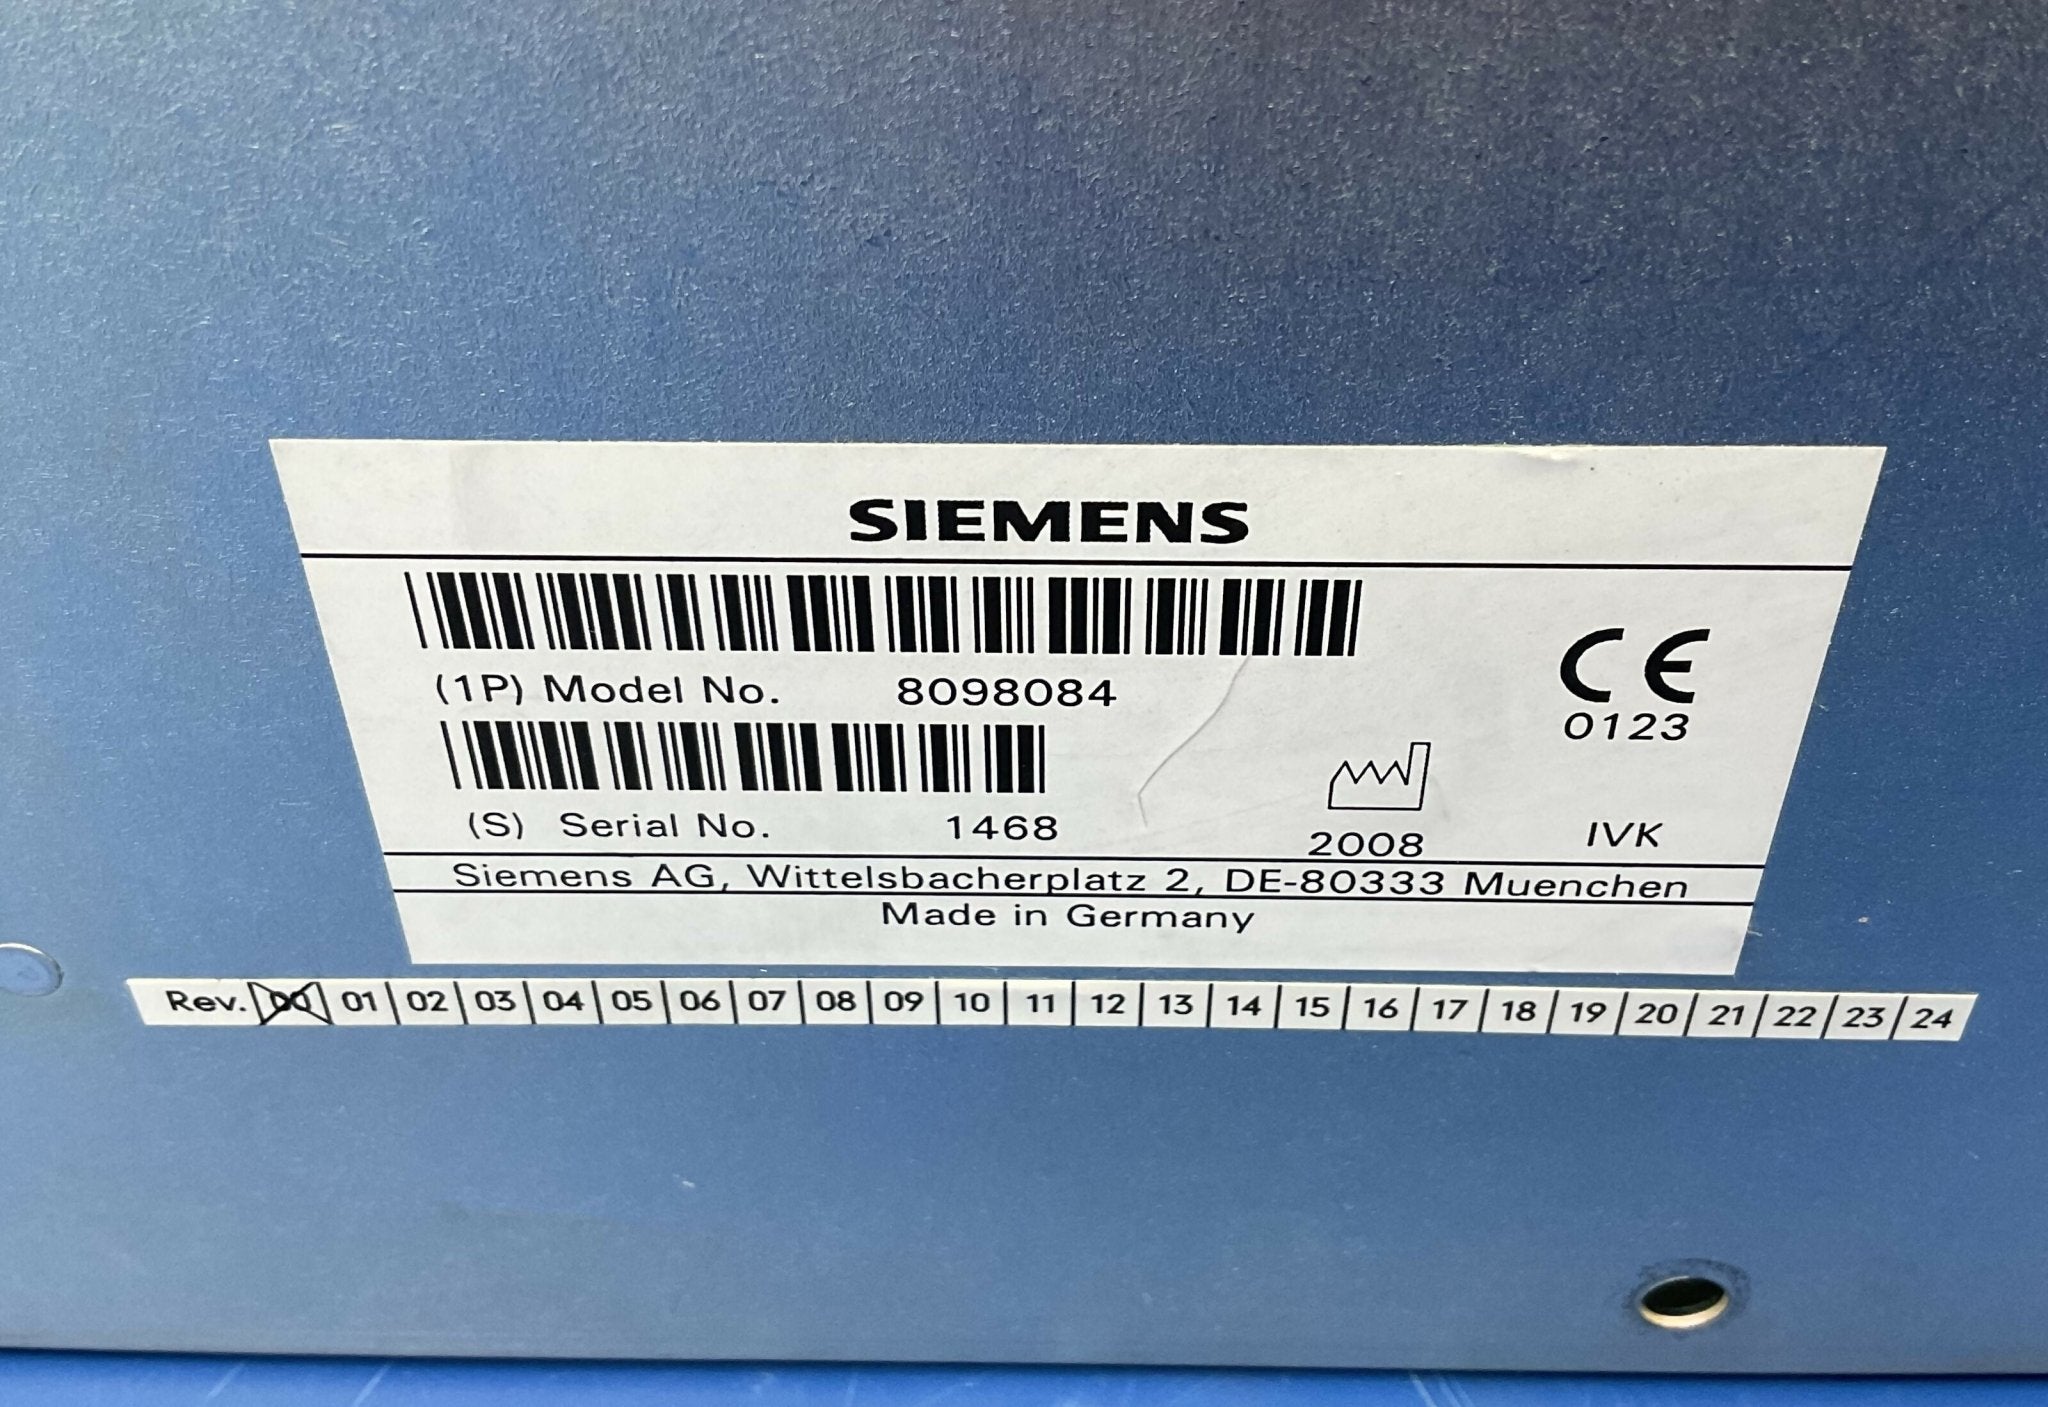 SIEMENS
(1P) Model No. 8098084
CE
0123
(S) Serial No. 1468
2008
IVK
Siemens AG, Wittelsbacherplatz 2, DE-80333 Muenchen
Made in Germany
Rev. 00 01 02 03 04 05 06 07 08 09 10 11 12 13 14 15 16 17 18 19 20 21 22 23 24